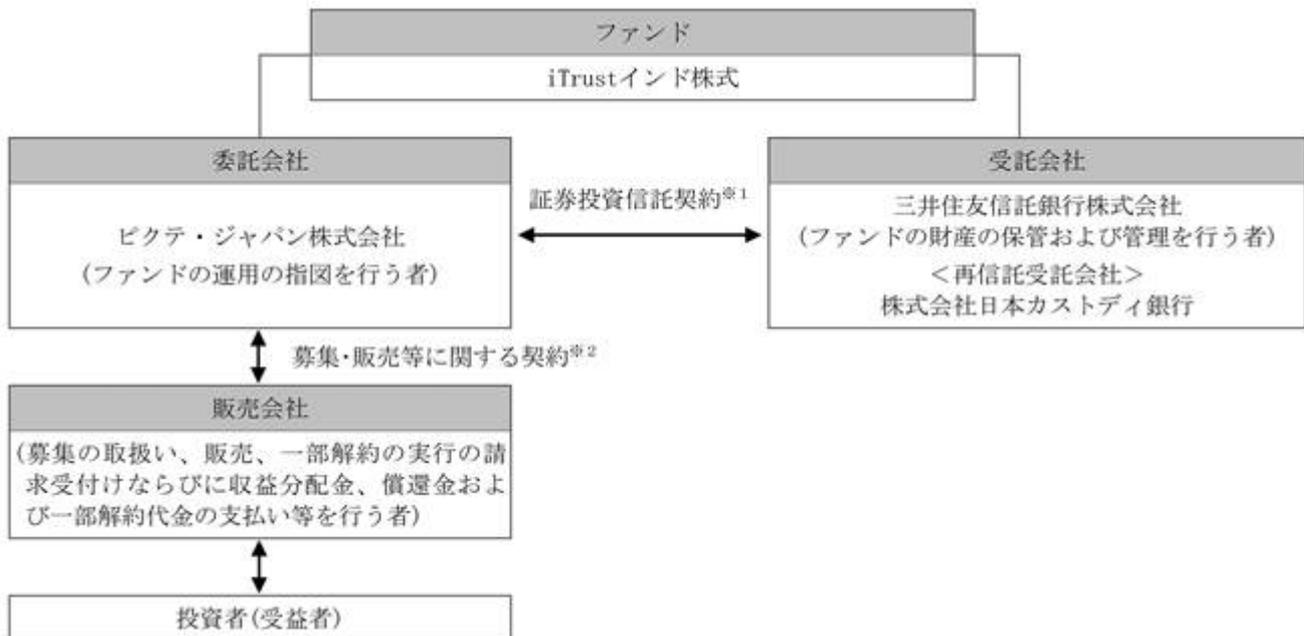 ファンド
iTrustインド株式
委託会社
ピクテ・ジャパン株式会社
(ファンドの運用の指図を行う者)
証券投資信託契約※1
受託会社
三井住友信託銀行株式会社
(ファンドの財産の保管および管理を行う者)
＜再信託受託会社＞
株式会社日本カストディ銀行
募集･販売等に関する契約※2
販売会社
(募集の取扱い、販売、一部解約の実行の請
求受付けならびに収益分配金、償還金およ
び一部解約代金の支払い等を行う者)
投資者(受益者)